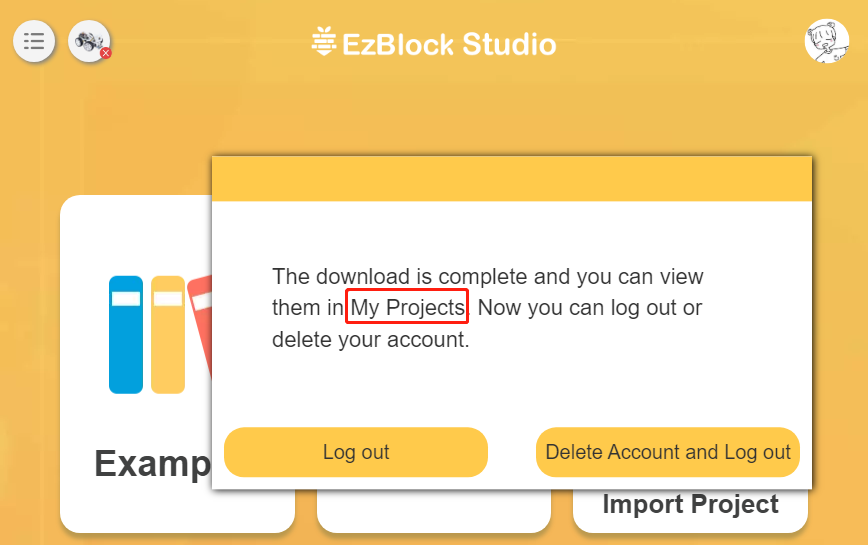 EzBlock Studio
The download is complete and you can view
them in My Projects. Now you can log out or
delete your account.
Log out
Delete Account and Log out
Examp
Import Project